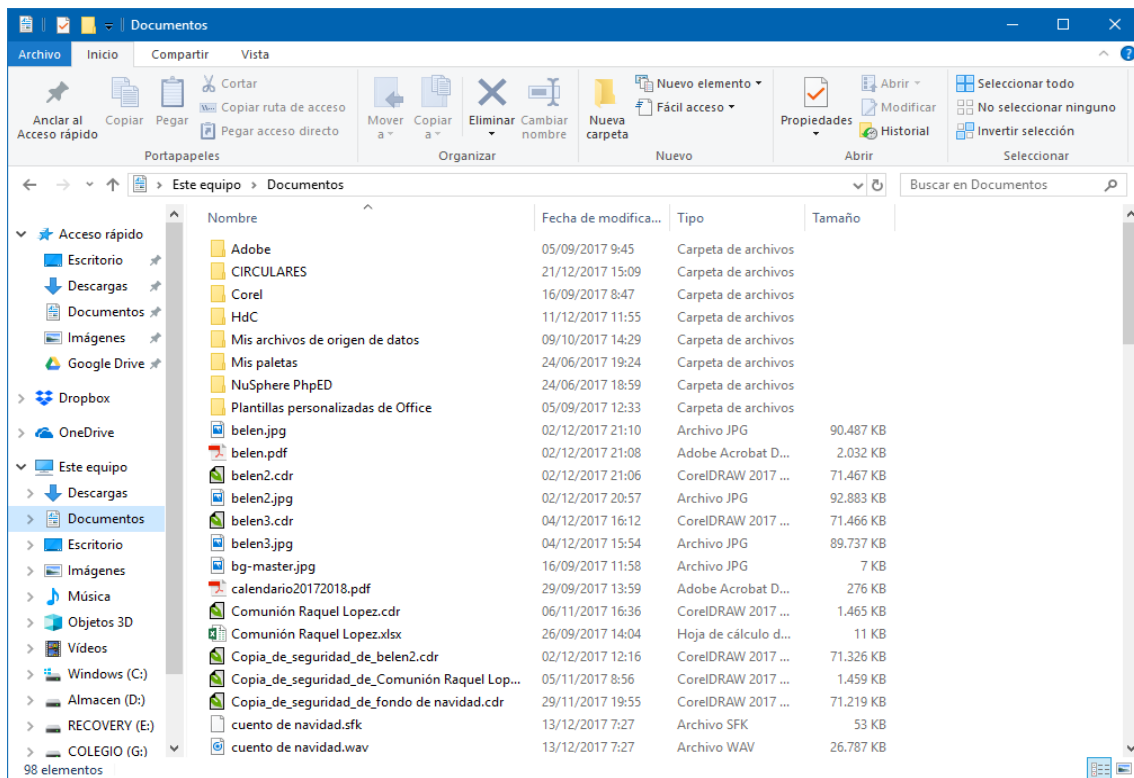 Documentos
Archivo Inicio Compartir Vista
Anclar al Acceso rápido
Copiar
Pegar
Cortar
Copiar ruta de acceso
Pegar acceso directo
Portapapeles
Mover a
Copiar a
Eliminar
Cambiar nombre
Organizar
Nueva carpeta
Nuevo elemento
Fácil acceso
Nuevo
Propiedades
Abrir
Modificar
Historial
Abrir
Seleccionar todo
No seleccionar ninguno
Invertir selección
Seleccionar
Este equipo > Documentos
Buscar en Documentos
Acceso rápido
Escritorio
Descargas
Documentos
Imágenes
Google Drive
Dropbox
OneDrive
Este equipo
Descargas
Documentos
Escritorio
Imágenes
Música
Objetos 3D
Vídeos
Windows (C:)
Almacen (D:)
RECOVERY (E:)
COLEGIO (G:)
Nombre Fecha de modifica... Tipo Tamaño
Adobe 05/09/2017 9:45 Carpeta de archivos
CIRCULARES 21/12/2017 15:09 Carpeta de archivos
Corel 16/09/2017 8:47 Carpeta de archivos
HdC 11/12/2017 11:55 Carpeta de archivos
Mis archivos de origen de datos 09/10/2017 14:29 Carpeta de archivos
Mis paletas 24/06/2017 19:24 Carpeta de archivos
NuSphere PhpED 24/06/2017 18:59 Carpeta de archivos
Plantillas personalizadas de Office 05/09/2017 12:33 Carpeta de archivos
belen.jpg 02/12/2017 21:10 Archivo JPG 90.487 KB
belen.pdf 02/12/2017 21:08 Adobe Acrobat D... 2.032 KB
belen2.cdr 02/12/2017 21:06 CorelDRAW 2017 ... 71.467 KB
belen2.jpg 02/12/2017 20:57 Archivo JPG 92.883 KB
belen3.cdr 04/12/2017 16:12 CorelDRAW 2017 ... 71.466 KB
belen3.jpg 04/12/2017 15:54 Archivo JPG 89.737 KB
bg-master.jpg 16/09/2017 11:58 Archivo JPG 7 KB
calendario20172018.pdf 29/09/2017 13:59 Adobe Acrobat D... 276 KB
Comunión Raquel Lopez.cdr 06/11/2017 16:36 CorelDRAW 2017 ... 1.465 KB
Comunión Raquel Lopez.xlsx 26/09/2017 14:04 Hoja de cálculo d... 11 KB
Copia_de_seguridad_de_belen2.cdr 02/12/2017 12:16 CorelDRAW 2017 ... 71.326 KB
Copia_de_seguridad_de_Comunión Raquel Lop... 05/11/2017 8:56 CorelDRAW 2017 ... 1.459 KB
Copia_de_seguridad_de_fondo de navidad.cdr 29/11/2017 19:55 CorelDRAW 2017 ... 71.219 KB
cuento de navidad.sfk 13/12/2017 7:27 Archivo SFK 53 KB
cuento de navidad.wav 13/12/2017 7:27 Archivo WAV 26.787 KB
98 elementos